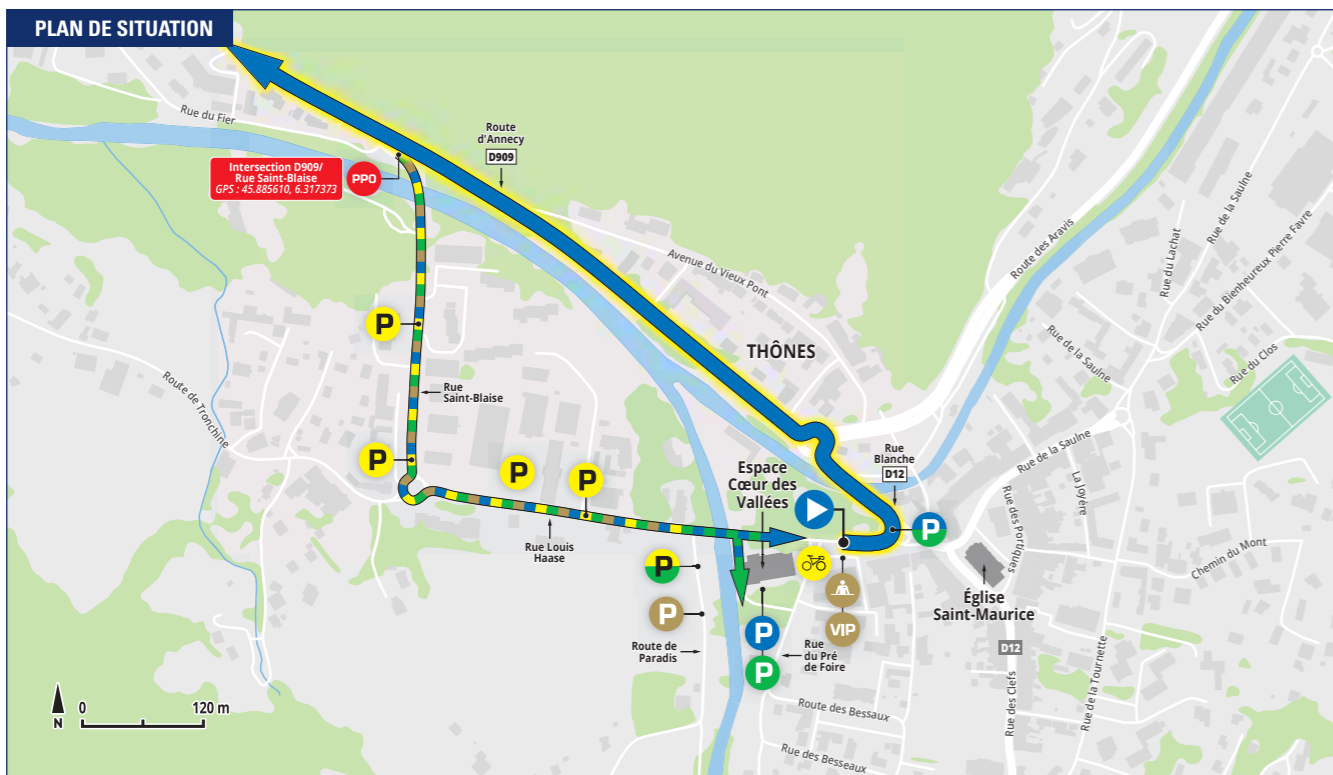 PLAN DE SITUATION
Rue du Fier
Route
d'Annecy
D909
Intersection D909/
Rue Saint-Blaise
GPS : 45.885610, 6.317373
PPO
Avenue du Vieux Pont
Route des Aravis
Rue de la Saulne
Rue du Lachat
Rue du Bienheureux Pierre Favre
Rue de la Saulne
Rue du Clos
THÔNES
P
Rue
Saint-Blaise
Route de Tronchine
P
P
P
Rue Louis
Haase
Espace
Cœur des
Vallées
Rue
Blanche
D12
P
Rue de la Saulne
La Joyère
Rue des Portiques
Chemin du Mont
Église
Saint-Maurice
D12
P
P
Route de
Paradis
VIP
P
P
Rue
du Pré
de Foire
Route des Bessaux
Rue des Besseaux
Rue des Clefs
Rue de la Tournette
N
0
120 m